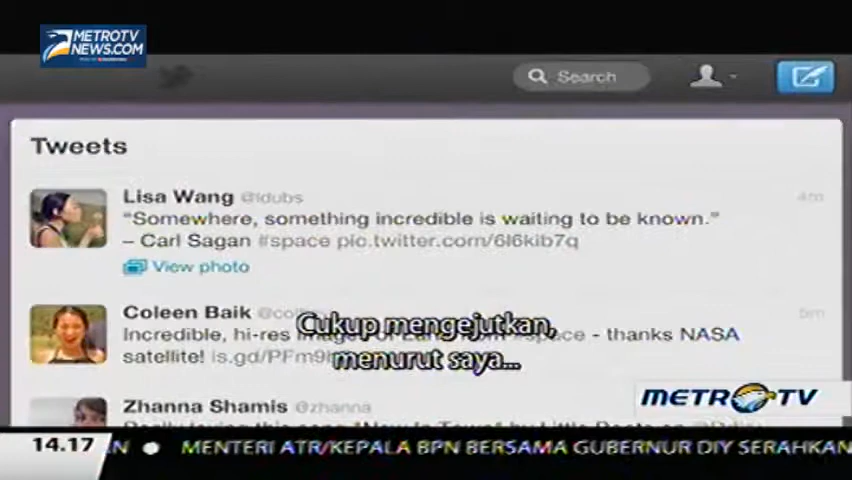 METROTV
NEWS.COM
Search
Tweets
Lisa Wang @ldubs
4m
"Somewhere, something incredible is waiting to be known."
– Carl Sagan #space pic.twitter.com/6l6kib7q
View photo
Coleen Baik
5m
Incredible, hi-res - thanks NASA
satellite! is.gd/PFm9
Cukup mengejutkan,
menurut saya...
Zhanna Shamis @zhanna
METRO TV
14.17
MENTERI ATR/KEPALA BPN BERSAMA GUBERNUR DIY SERAHKAN